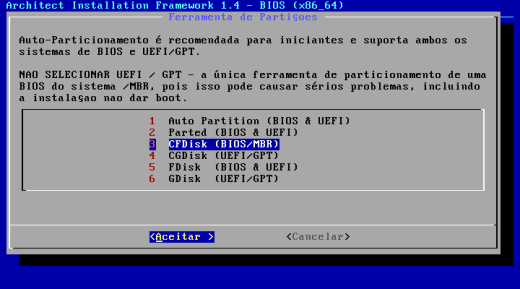 Architect Installation Framework 1.4 - BIOS (x86_64)
Ferramenta de Partiçoes
Auto-Particionamento é recomendada para iniciantes e suporta ambos os
sistemas de BIOS e UEFI/GPT.
NAO SELECIONAR UEFI / GPT - a única ferramenta de particionamento de uma
BIOS do sistema /MBR, pois isso pode causar sérios problemas, incluindo
a instalaçao nao dar boot.
1 Auto Partition (BIOS & UEFI)
2 Parted (BIOS & UEFI)
3 CFDisk (BIOS/MBR)
4 CGDisk (UEFI/GPT)
5 FDisk (BIOS & UEFI)
6 GDisk (UEFI/GPT)
<Aceitar > <Cancelar>